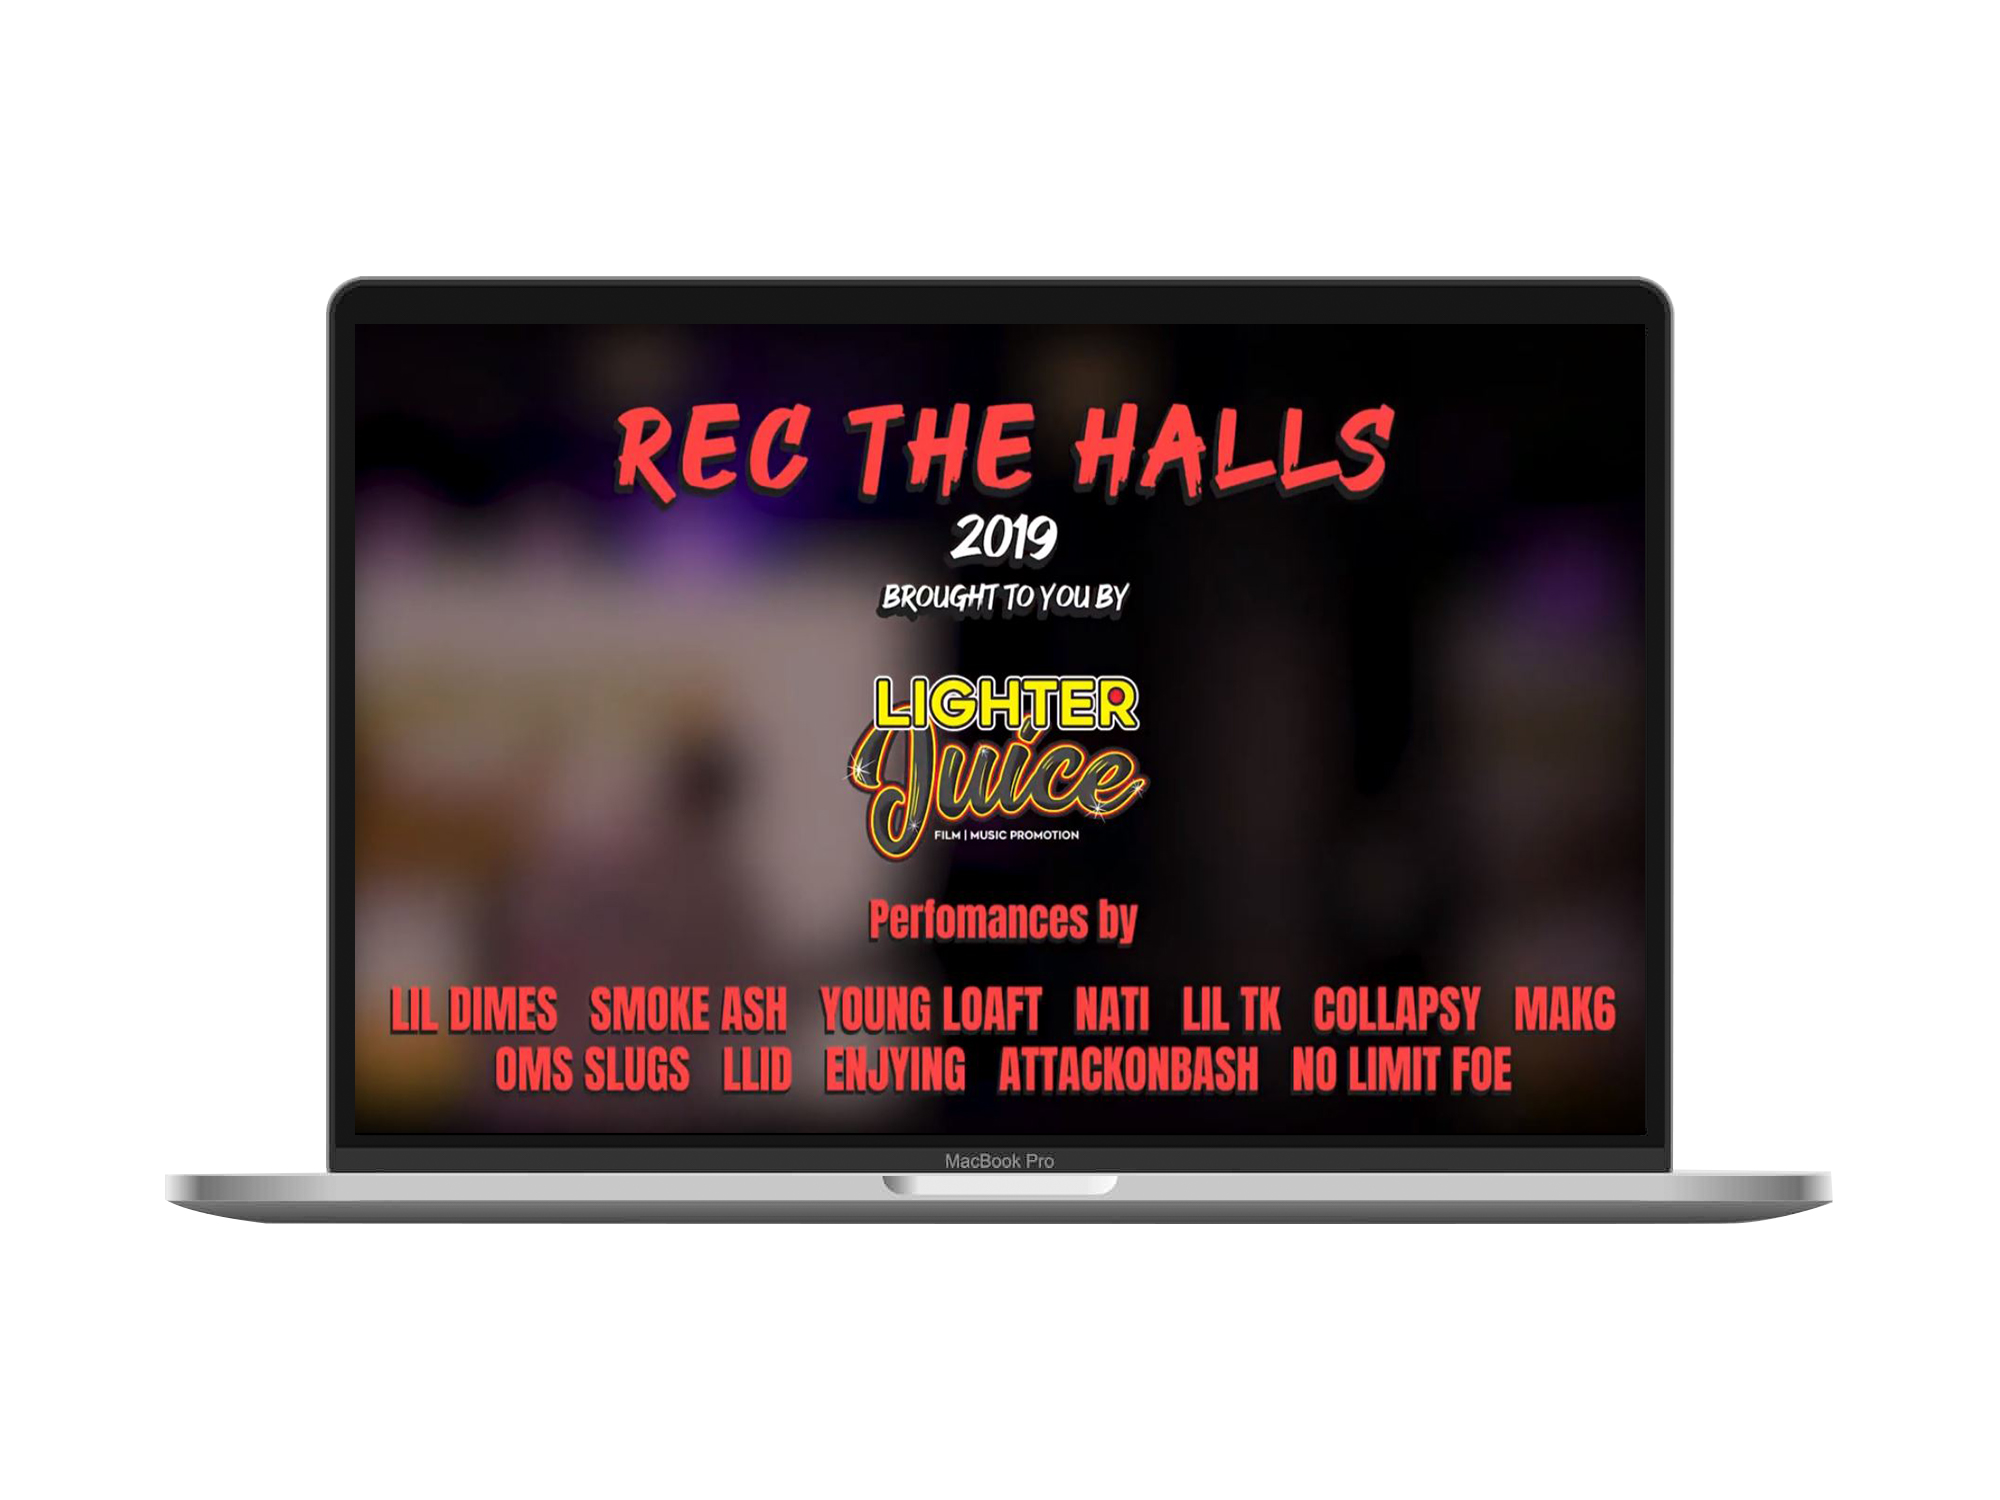 REC THE HALLS
2019
BROUGHT TO YOU BY
LIGHTER
Juice
FILM | MUSIC PROMOTION
Perfomances by
LIL DIMES SMOKE ASH YOUNG LOAFT NATI LIL TK COLLAPSY MAK6
OMS SLUGS LLID ENJYING ATTACKONBASH NO LIMIT FOE
MacBook Pro